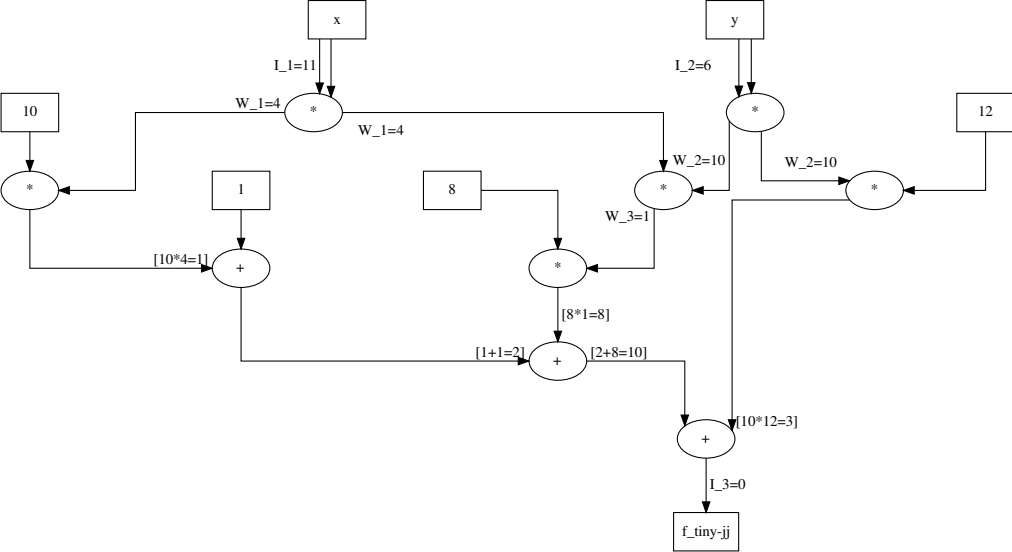 x
y
I_1=11
I_2=6
10
W_1=4
*
*
12
W_1=4
W_2=10
W_2=10
*
1
8
*
*
W_3=1
[10*4=1]
+
*
[8*1=8]
[1+1=2]
+
[2+8=10]
[10*12=3]
+
I_3=0
f_tiny-jj